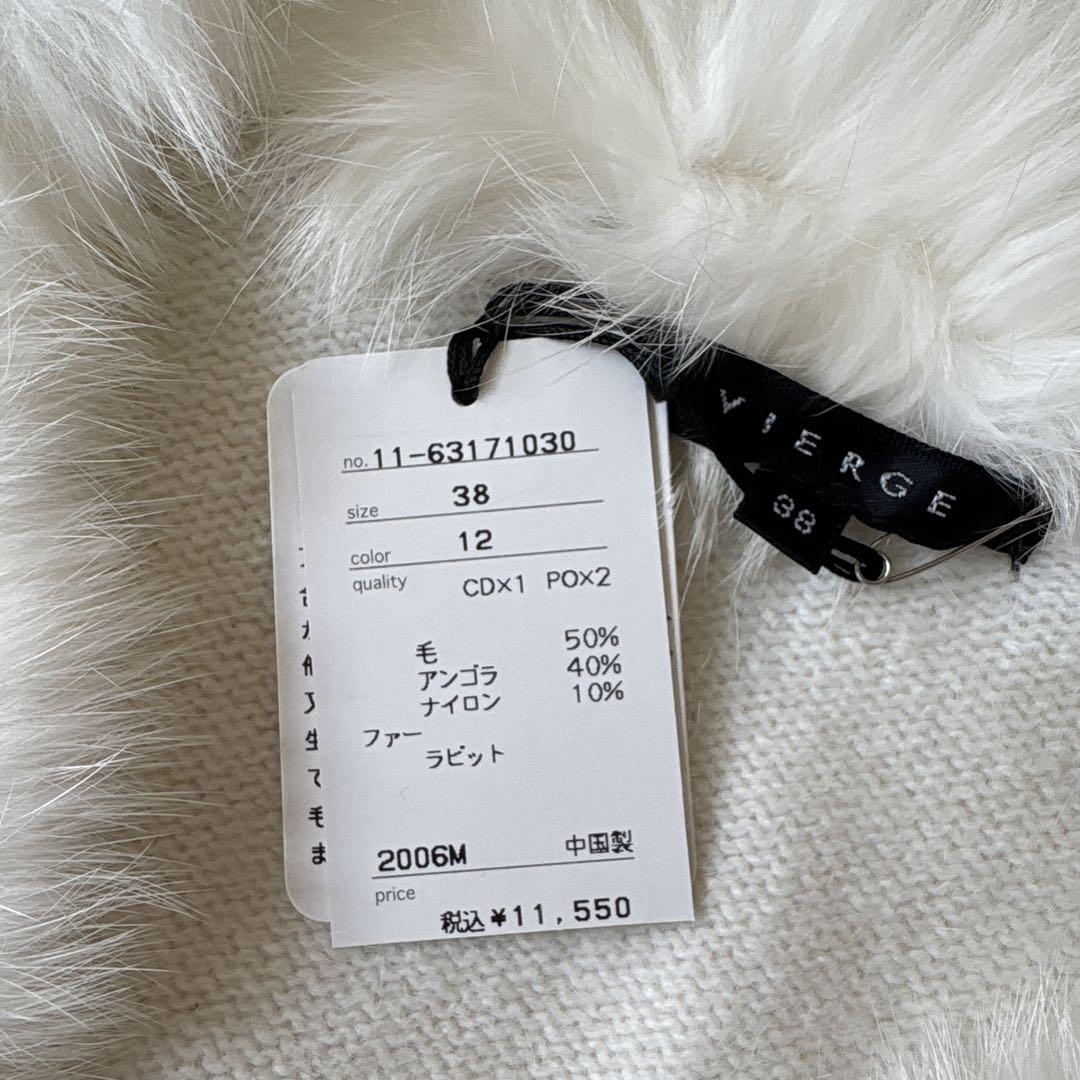 no. 11-63171030
size 38
color 12
quality CD×1 PO×2
毛 50%
アンゴラ 40%
ナイロン 10%
ファー
ラビット
2006M 中国製
price
税込¥11,550
VIERGE
38